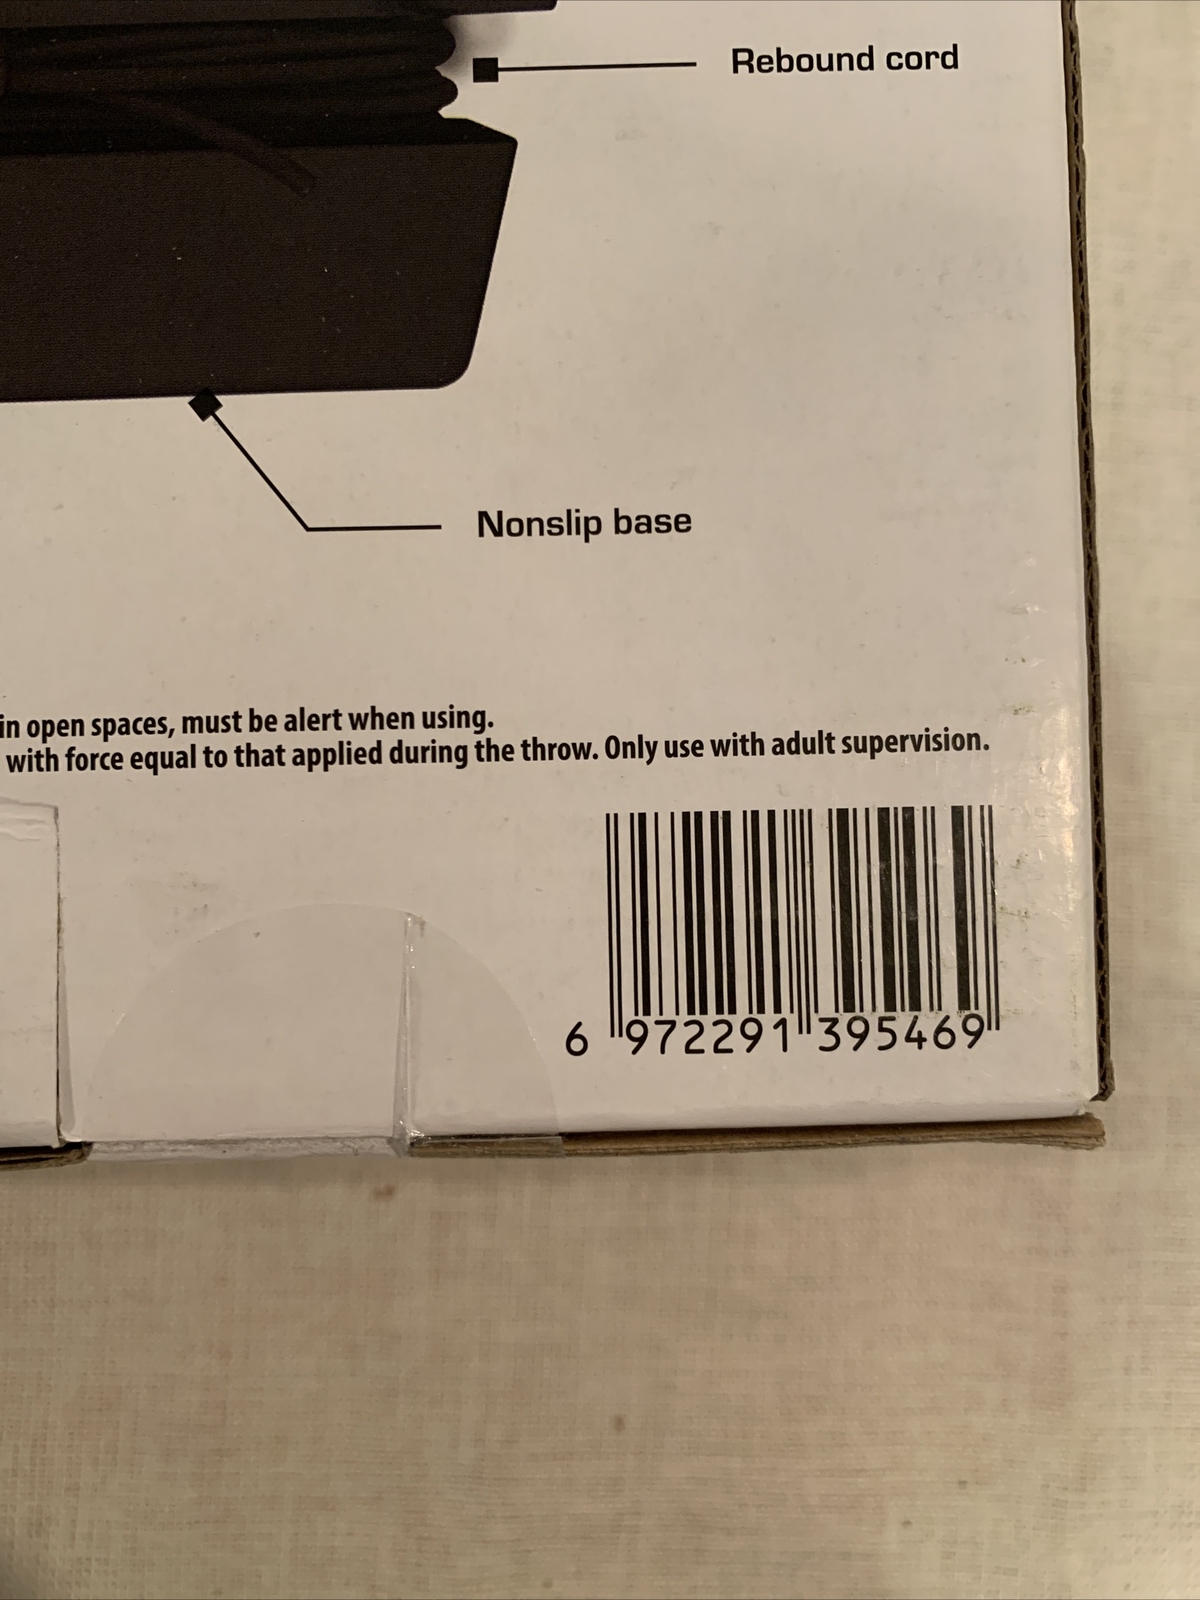 Rebound cord
Nonslip base
in open spaces, must be alert when using.
with force equal to that applied during the throw. Only use with adult supervision.
6 972291 395469